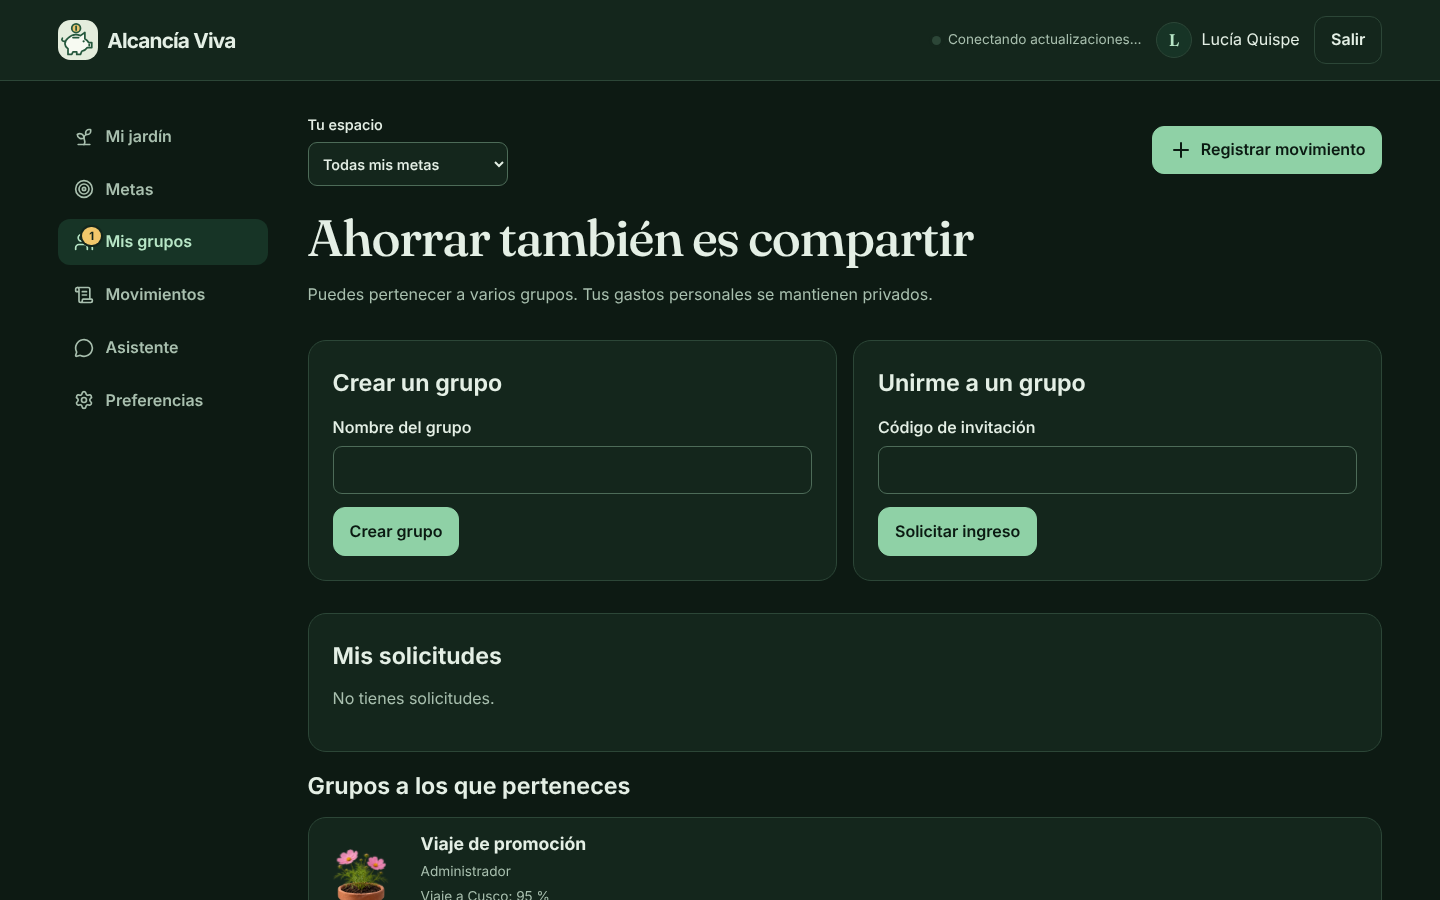 Alcancía Viva
Conectando actualizaciones...
L
Lucía Quispe
Salir
Mi jardín
Metas
1
Mis grupos
Movimientos
Asistente
Preferencias
Tu espacio
Todas mis metas
Registrar movimiento
Ahorrar también es compartir
Puedes pertenecer a varios grupos. Tus gastos personales se mantienen privados.
Crear un grupo
Nombre del grupo
Crear grupo
Unirme a un grupo
Código de invitación
Solicitar ingreso
Mis solicitudes
No tienes solicitudes.
Grupos a los que perteneces
Viaje de promoción
Administrador
Viaje a Cusco: 95 %